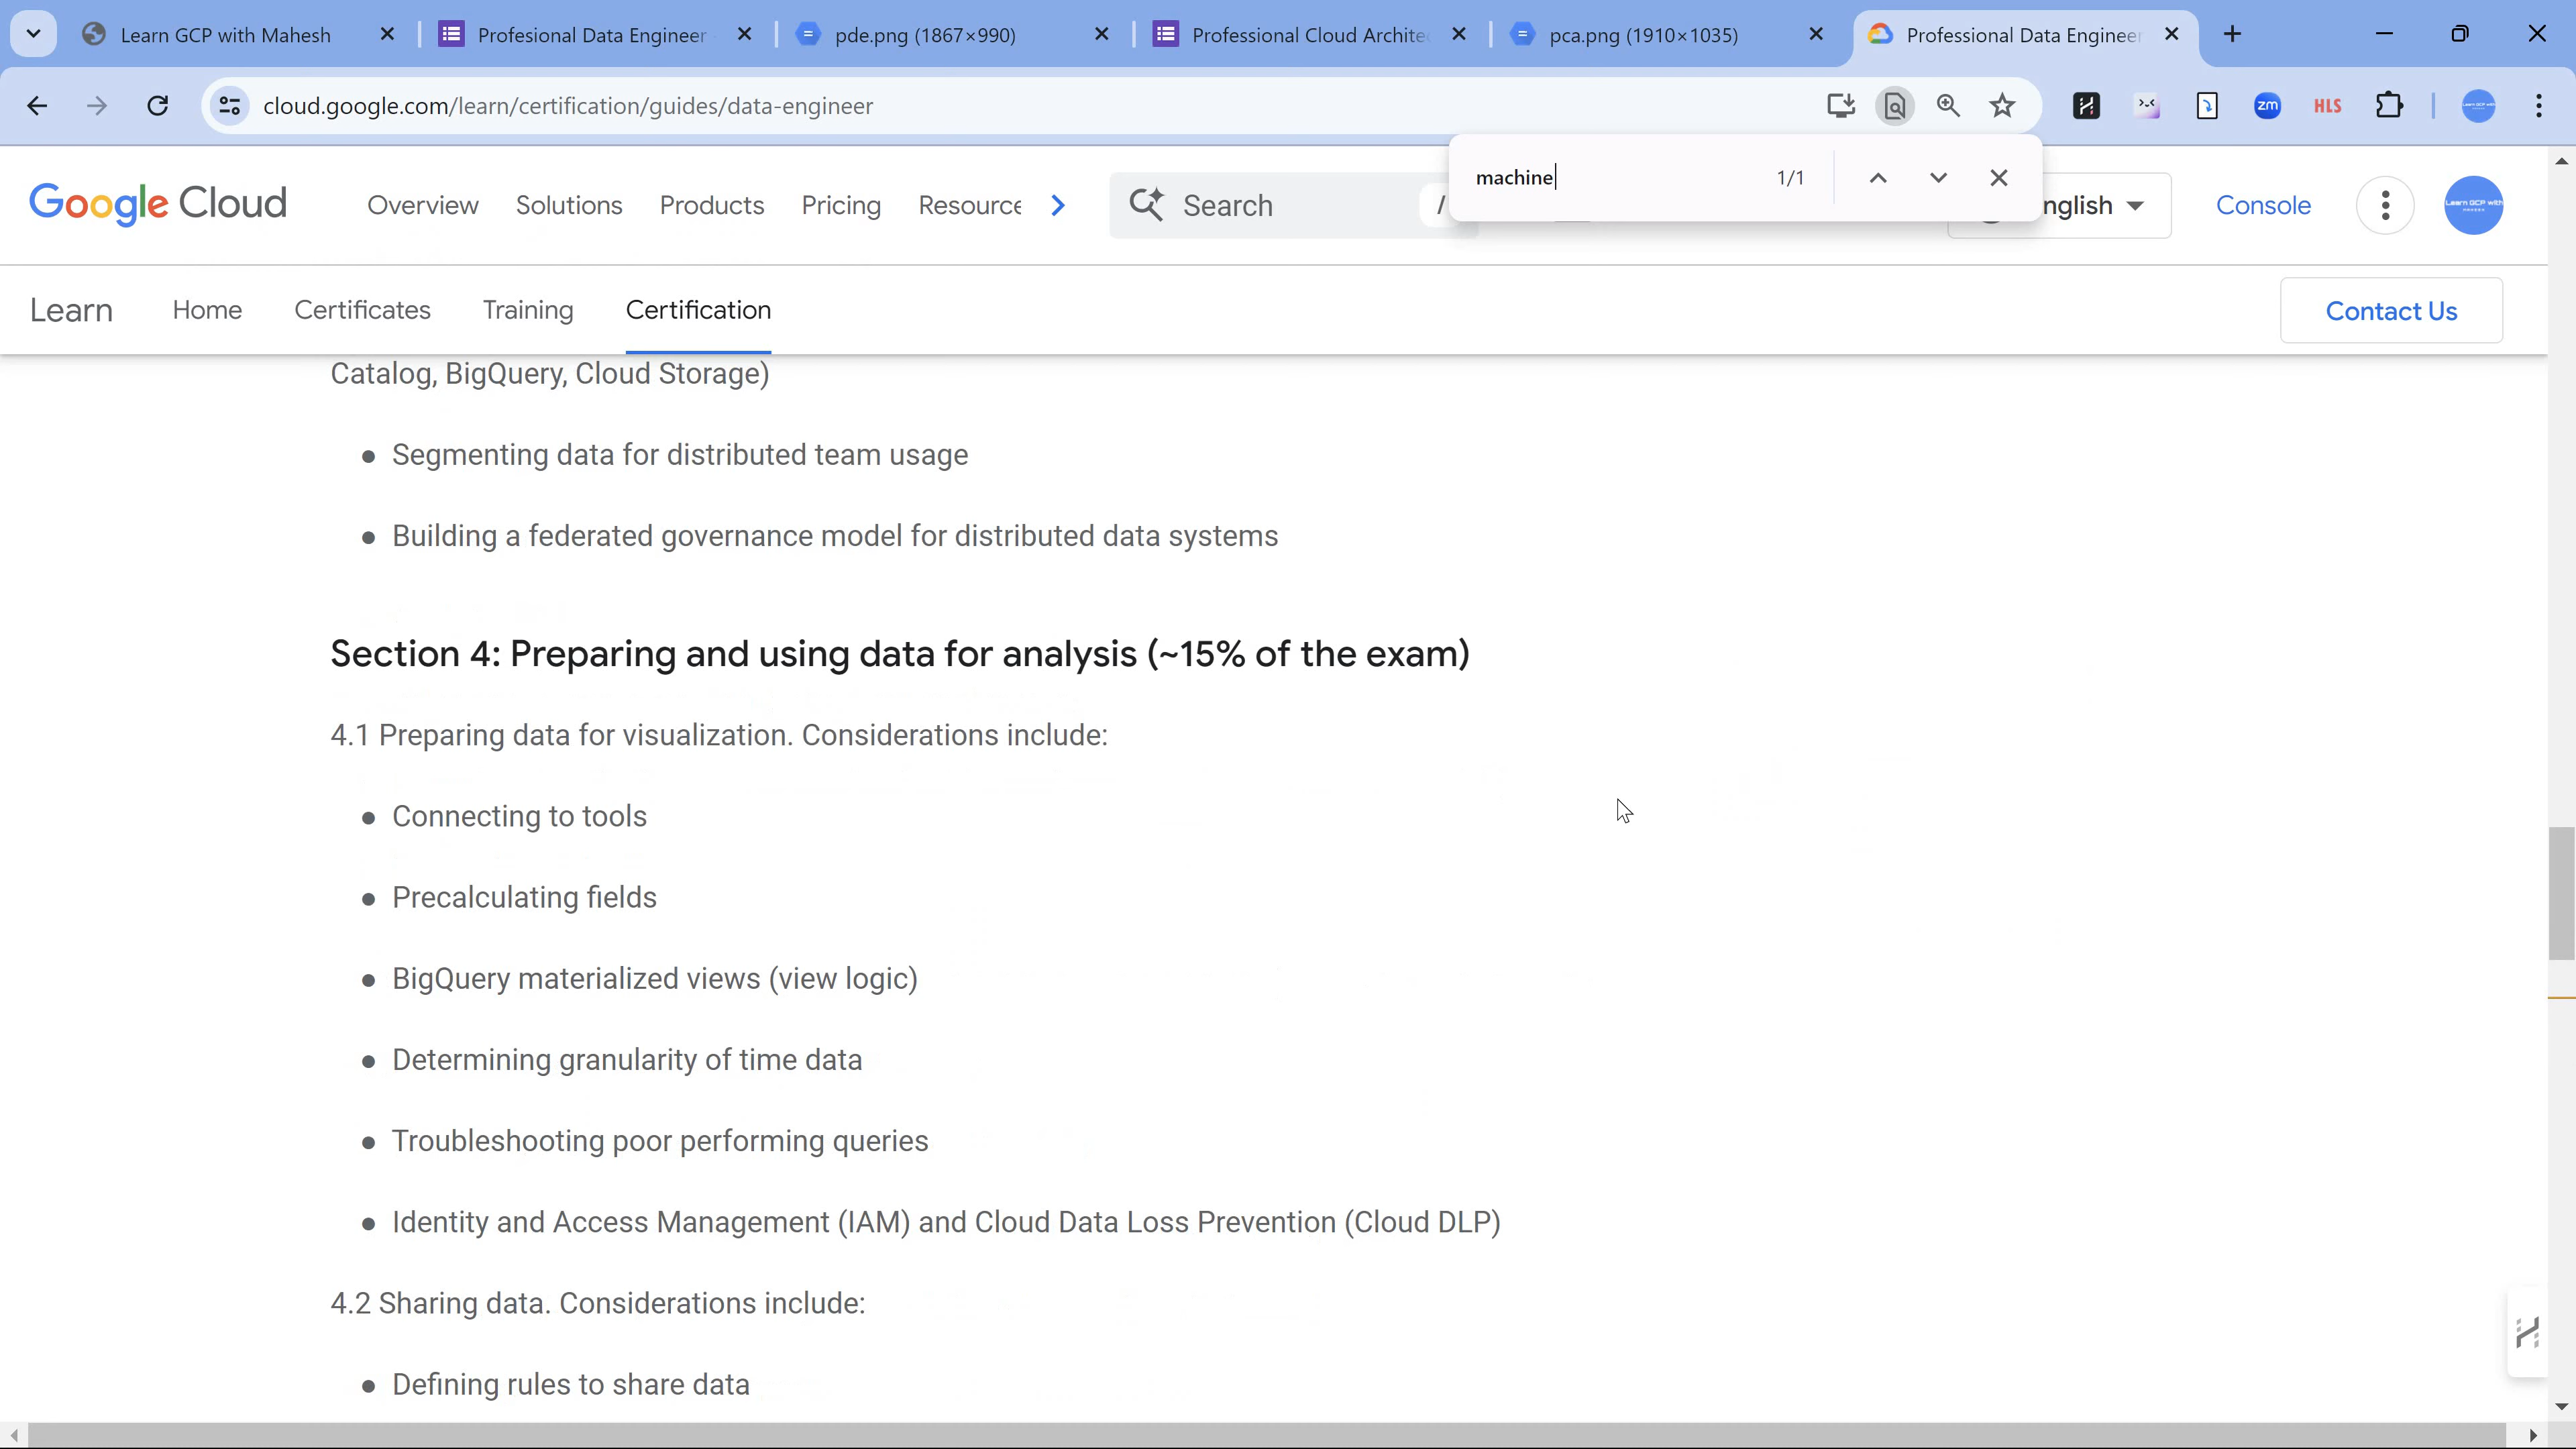 Learn GCP with Mahesh
Profesional Data Engineer
pde.png (1867×990)
Professional Cloud Archite
pca.png (1910×1035)
Professional Data Engineer
cloud.google.com/learn/certification/guides/data-engineer
zm
HLS
machine
1/1
Google Cloud
Overview
Solutions
Products
Pricing
Resource
Search
/
nglish
Console
Learn GCP with
Learn
Home
Certificates
Training
Certification
Contact Us
Catalog, BigQuery, Cloud Storage)
• Segmenting data for distributed team usage
• Building a federated governance model for distributed data systems
Section 4: Preparing and using data for analysis (~15% of the exam)
4.1 Preparing data for visualization. Considerations include:
• Connecting to tools
• Precalculating fields
• BigQuery materialized views (view logic)
• Determining granularity of time data
• Troubleshooting poor performing queries
• Identity and Access Management (IAM) and Cloud Data Loss Prevention (Cloud DLP)
4.2 Sharing data. Considerations include:
• Defining rules to share data